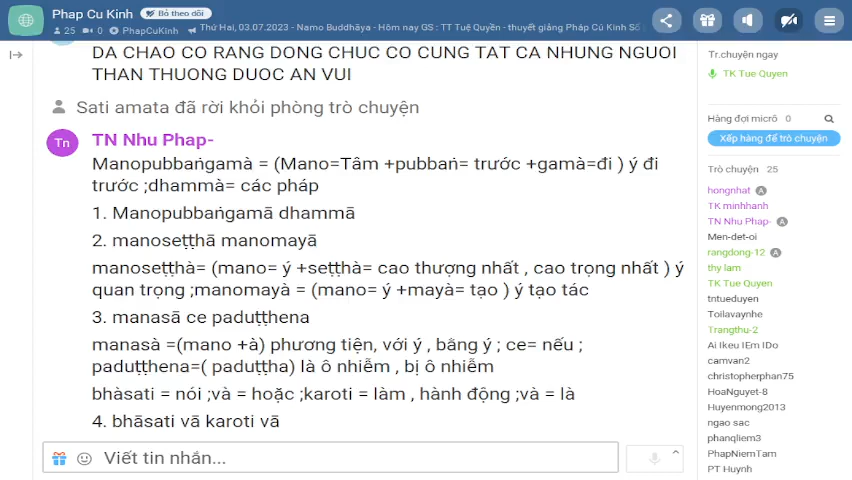 Phap Cu Kinh
Bỏ theo dõi
25 0 PhapCuKinh Thứ Hai, 03.07.2023 - Namo Buddhāya - Hôm nay GS : TT Tuệ Quyền - thuyết giảng Pháp Cú Kinh Số
DA CHAO CO RANG DONG CHUC CO CUNG TAT CA NHUNG NGUOI
THAN THUONG DUOC AN VUI
Sati amata đã rời khỏi phòng trò chuyện
Tn
TN Nhu Phap-
Manopubbaṅgamà = (Mano=Tâm +pubbaṅ= trước +gamà=đi ) ý đi
trước ;dhammà= các pháp
1. Manopubbaṅgamā dhammā
2. manoseṭṭhā manomayā
manoseṭṭhà= (mano= ý +seṭṭhà= cao thượng nhất , cao trọng nhất ) ý
quan trọng ;manomayà = (mano= ý +mayà= tạo ) ý tạo tác
3. manasā ce paduṭṭhena
manasà =(mano +à) phương tiện, với ý , bằng ý ; ce= nếu ;
paduṭṭhena=( paduṭṭha) là ô nhiễm , bị ô nhiễm
bhàsati = nói ;và = hoặc ;karoti = làm , hành động ;và = là
4. bhāsati vā karoti vā
Viết tin nhắn...
Tr.chuyện ngay
TK Tue Quyen
Hàng đợi micrô 0
Xếp hàng để trò chuyện
Trò chuyện 25
hongnhat A
TK minhhanh
TN Nhu Phap- A
Men-det-oi
rangdong-12 A
thy lam
TK Tue Quyen
tntueduyen
Toilavaynhe
Trangthu-2
Ai lkeu IEm IDo
camvan2
christopherphan75
HoaNguyet-8
Huyenmong2013
ngao sac
phanqliem3
PhapNiemTam
PT Huynh